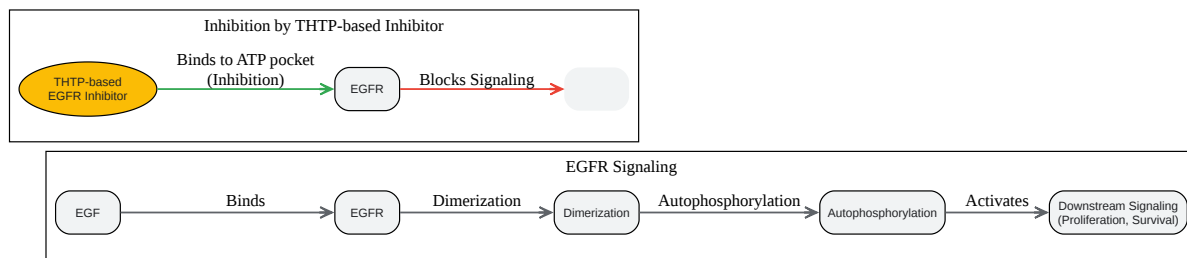 Inhibition by THTP-based Inhibitor
Binds to ATP pocket
(Inhibition)
THTP-based
EGFR Inhibitor
EGFR
Blocks Signaling
EGFR Signaling
EGF
Binds
EGFR
Dimerization
Dimerization
Autophosphorylation
Autophosphorylation
Activates
Downstream Signaling
(Proliferation, Survival)